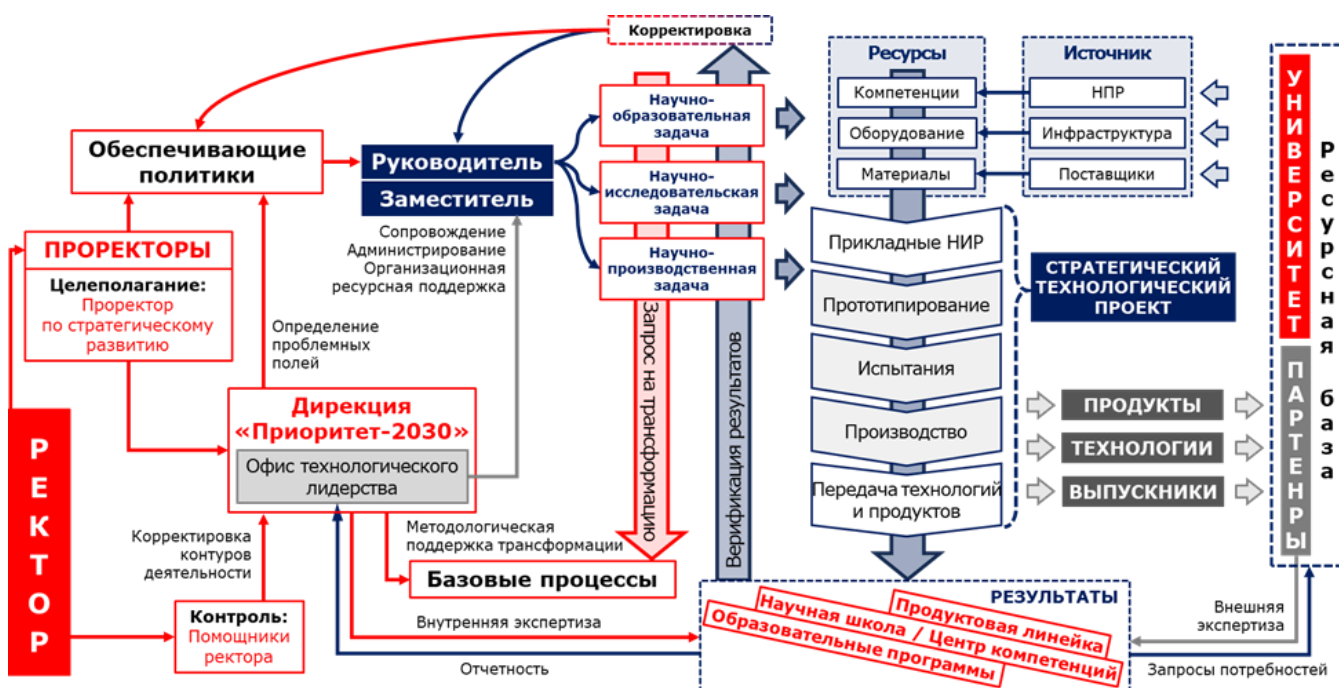 Корректировка
Обеспечивающие
политики
Руководитель
Заместитель
Сопровождение
Администрирование
Организационная
ресурсная поддержка
ПРОРЕКТОРЫ
Целеполагание:
Проректор
по стратегическому
развитию
Определение
проблемных
полей
РЕКТОР
Дирекция
«Приоритет-2030»
Офис технологического
лидерства
Корректировка
контуров
деятельности
Контроль:
Помощники
ректора
Методологическая
поддержка трансформации
Базовые процессы
Внутренняя экспертиза
Отчетность
Научно-
образовательная
задача
Научно-
исследовательская
задача
Научно-
производственная
задача
Запрос на трансформацию
Верификация результатов
Ресурсы
Компетенции
Оборудование
Материалы
Источник
НПР
Инфраструктура
Поставщики
Прикладные НИР
Прототипирование
Испытания
Производство
Передача технологий
и продуктов
СТРАТЕГИЧЕСКИЙ
ТЕХНОЛОГИЧЕСКИЙ
ПРОЕКТ
ПРОДУКТЫ
ТЕХНОЛОГИИ
ВЫПУСКНИКИ
УНИВЕРСИТЕТ
ПАРТЕНРЫ
Ресурсная база
РЕЗУЛЬТАТЫ
Продуктовая линейка
Научная школа / Центр компетенций
Образовательные программы
Внешняя
экспертиза
Запросы потребностей